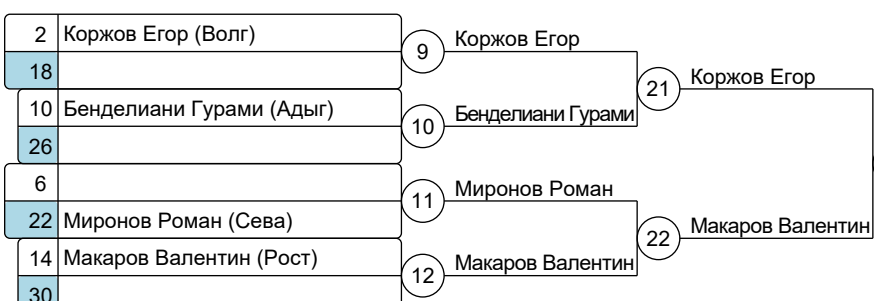 2 Коржов Егор (Волг)
18
10 Бенделиани Гурами (Адыг)
26
6
22 Миронов Роман (Сева)
14 Макаров Валентин (Рост)
30
9 Коржов Егор
10 Бенделиани Гурами
11 Миронов Роман
12 Макаров Валентин
21 Коржов Егор
22 Макаров Валентин